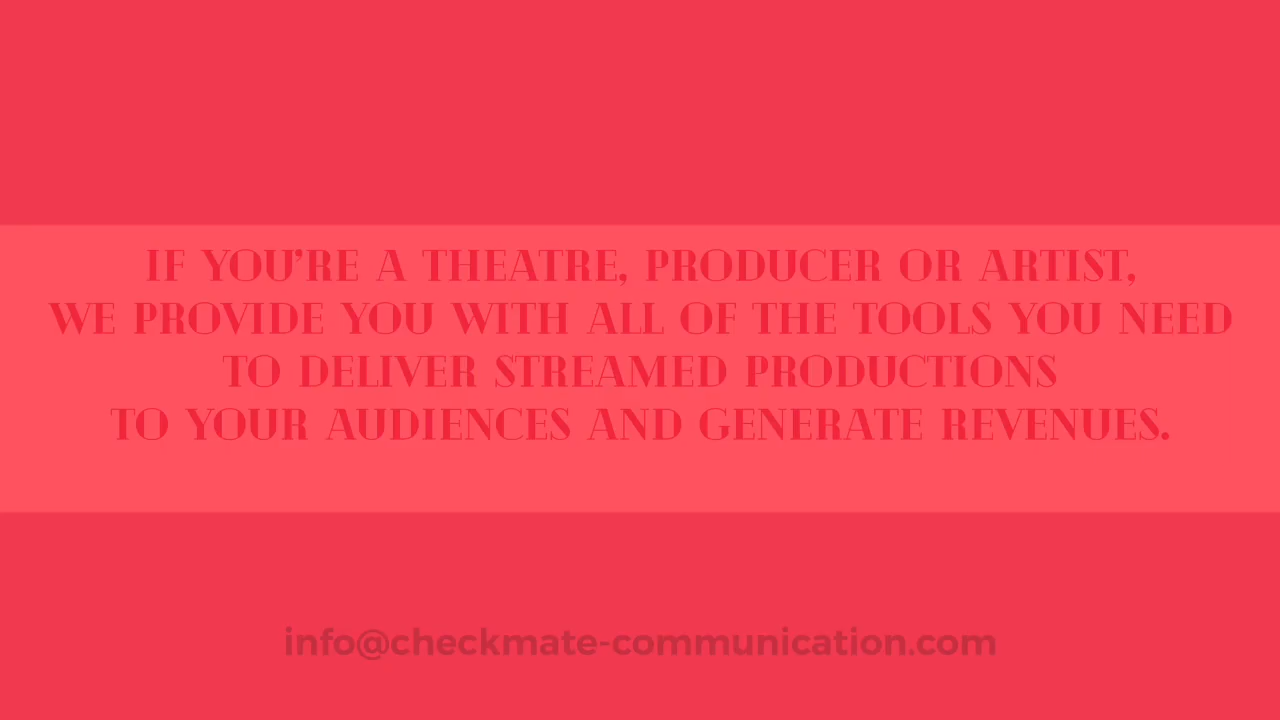 IF YOU'RE A THEATRE, PRODUCER OR ARTIST,
WE PROVIDE YOU WITH ALL OF THE TOOLS YOU NEED
TO DELIVER STREAMED PRODUCTIONS
TO YOUR AUDIENCES AND GENERATE REVENUES.
info@checkmate-communication.com